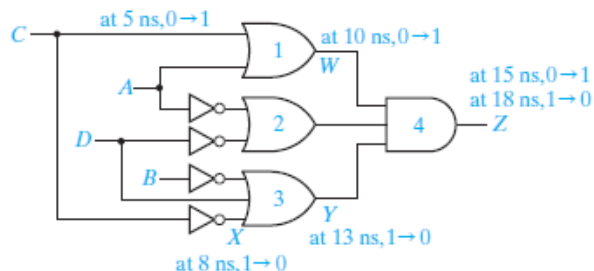 at 5 ns,0→1
C
1
at 10 ns,0→1
W
A
at 15 ns,0→1
at 18 ns,1→0
2
4
Z
D
B
3
X
Y
at 13 ns,1→0
at 8 ns,1→0